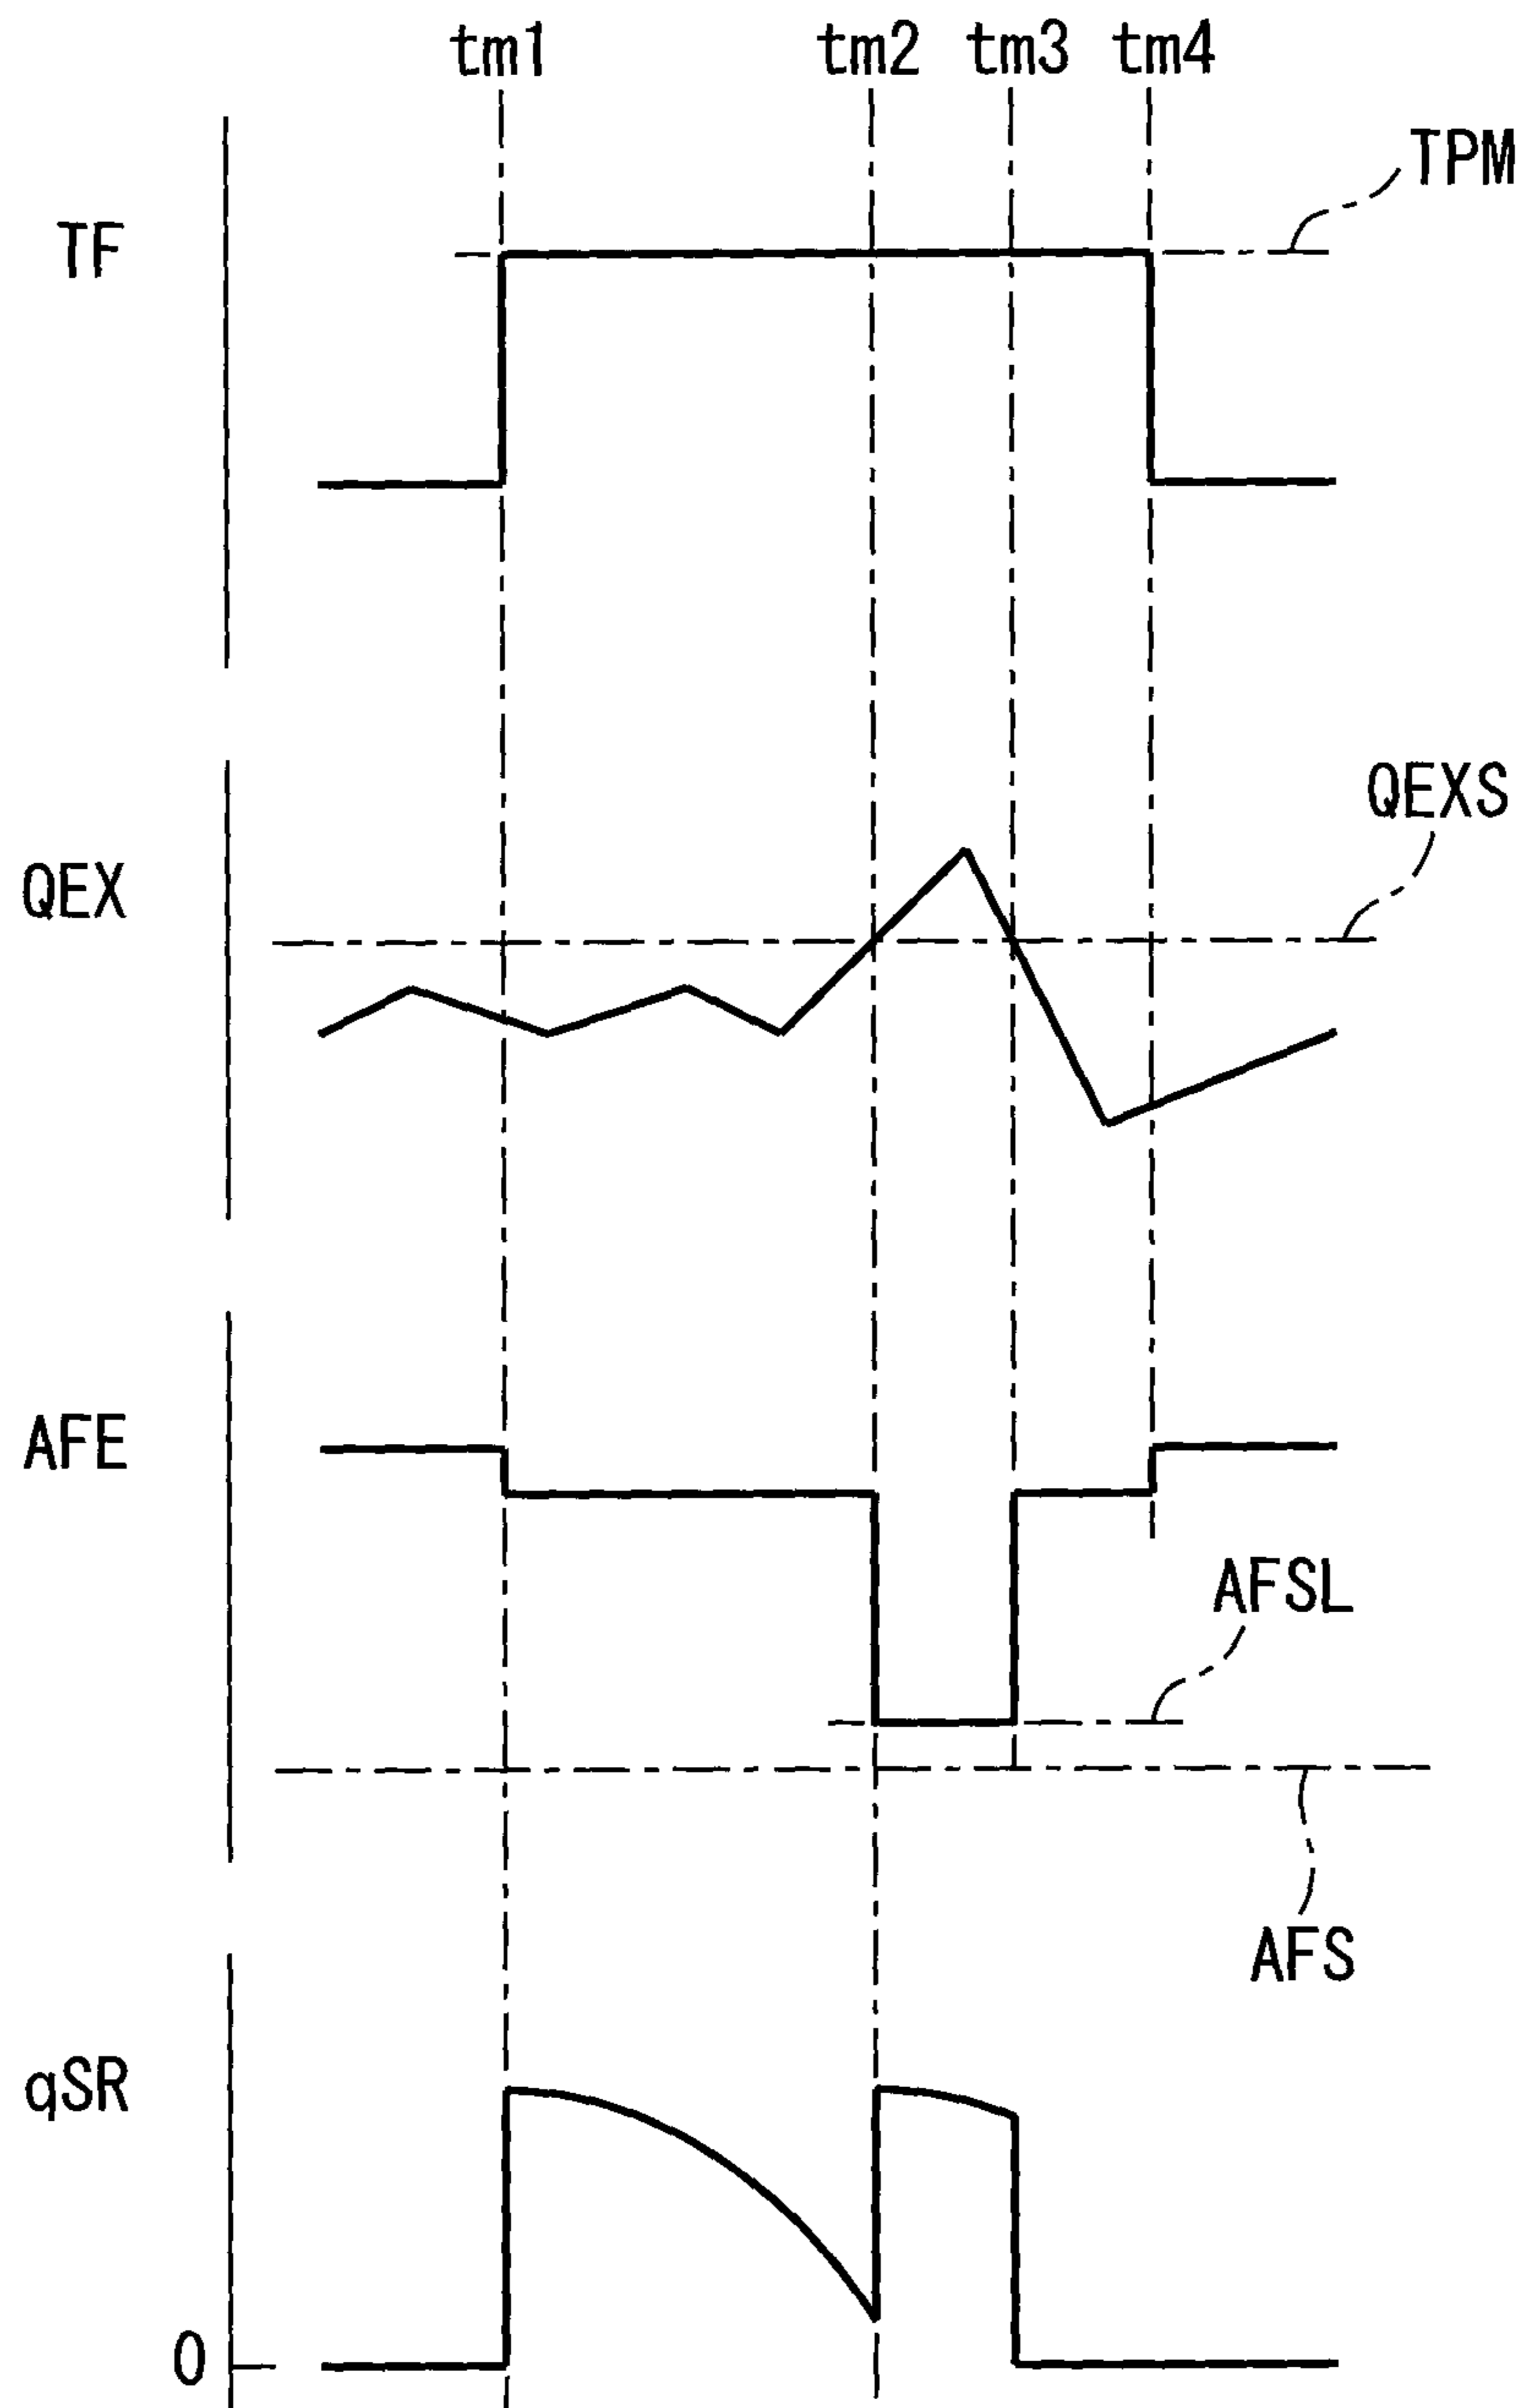 tm1 tm2 tm3 tm4
TPM
TF
QEXS
QEX
AFE
AFSL
AFS
qSR
0